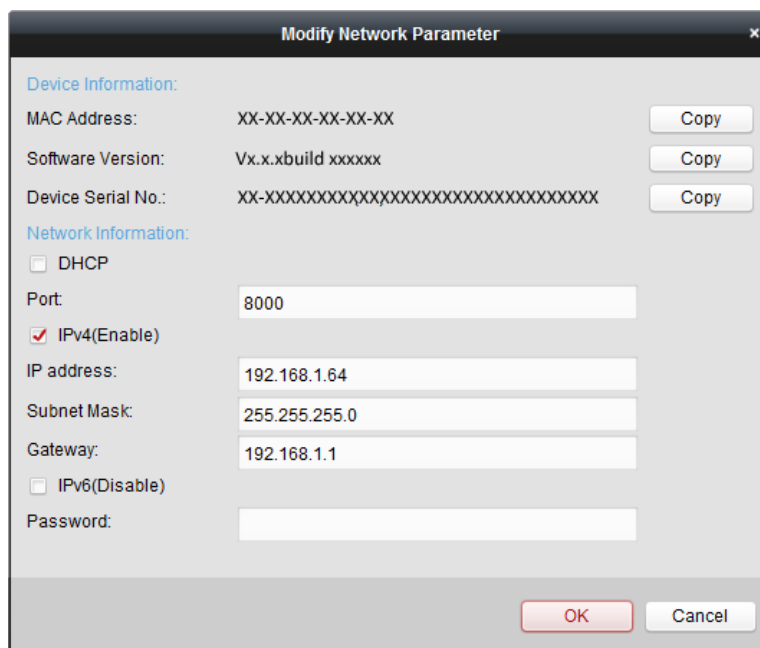 Modify Network Parameter ×
Device Information:
MAC Address: XX-XX-XX-XX-XX-XX Copy
Software Version: Vx.x.xbuild xxxxxx Copy
Device Serial No.: XX-XXXXXXXXXXXXXXXXXXXXXXXXXXXXXXXX Copy
Network Information:
DHCP
Port: 8000
IPv4(Enable)
IP address: 192.168.1.64
Subnet Mask: 255.255.255.0
Gateway: 192.168.1.1
IPv6(Disable)
Password:
OK Cancel